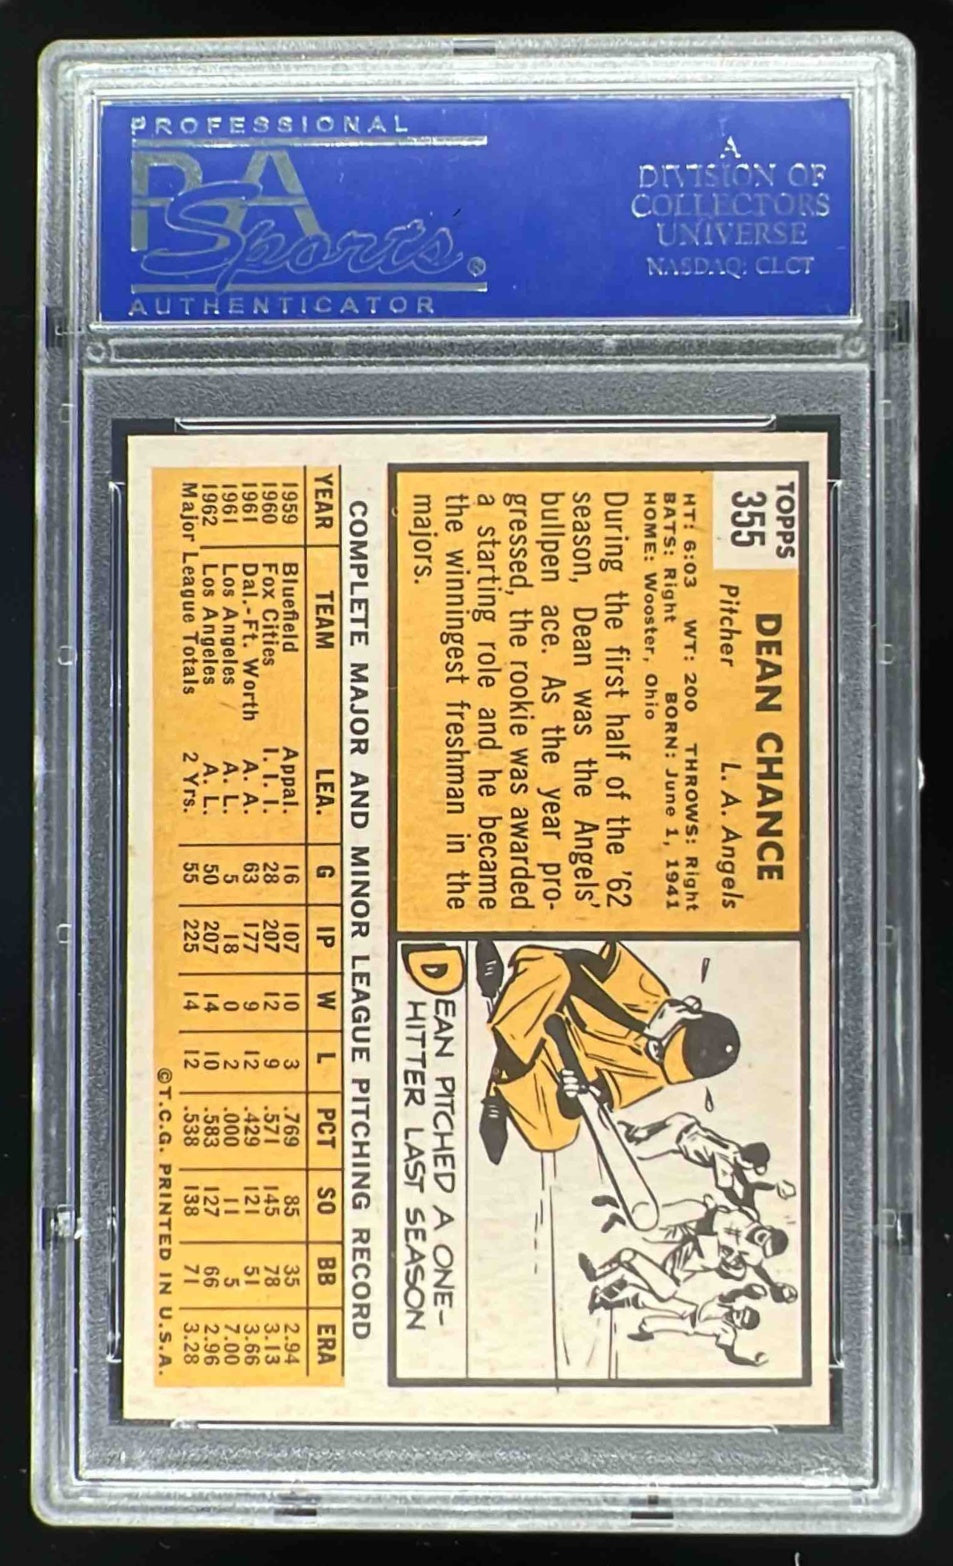 PROFESSIONAL
PSA
Sports®
AUTHENTICATOR
A
DIVISION OF
COLLECTORS
UNIVERSE
NASDAQ: CLCT
TOPPS
355
DEAN CHANCE
Pitcher L. A. Angels
HT: 6:03 WT: 200 THROWS: Right
BATS: Right BORN: June 1, 1941
HOME: Wooster, Ohio
During the first half of the '62
season, Dean was the Angels'
bullpen ace. As the year pro-
gressed, the rookie was awarded
a starting role and he became
the winningest freshman in the
majors.
DEAN PITCHED A ONE-
HITTER LAST SEASON
COMPLETE MAJOR AND MINOR LEAGUE PITCHING RECORD
YEAR TEAM LEA. G IP W L PCT SO BB ERA
1959 Bluefield Appal. 16 107 10 3 .769 85 35 2.94
1960 Fox Cities I. I. I. 28 207 12 9 .571 145 78 3.13
1961 Dal.-Ft. Worth A. A. 63 177 9 12 .429 121 51 3.66
1961 Los Angeles A. L. 5 18 0 2 .000 11 5 7.00
1962 Los Angeles A. L. 50 207 14 10 .583 127 66 2.96
Major League Totals 2 Yrs. 55 225 14 12 .538 138 71 3.28
©T.C.G. PRINTED IN U.S.A.